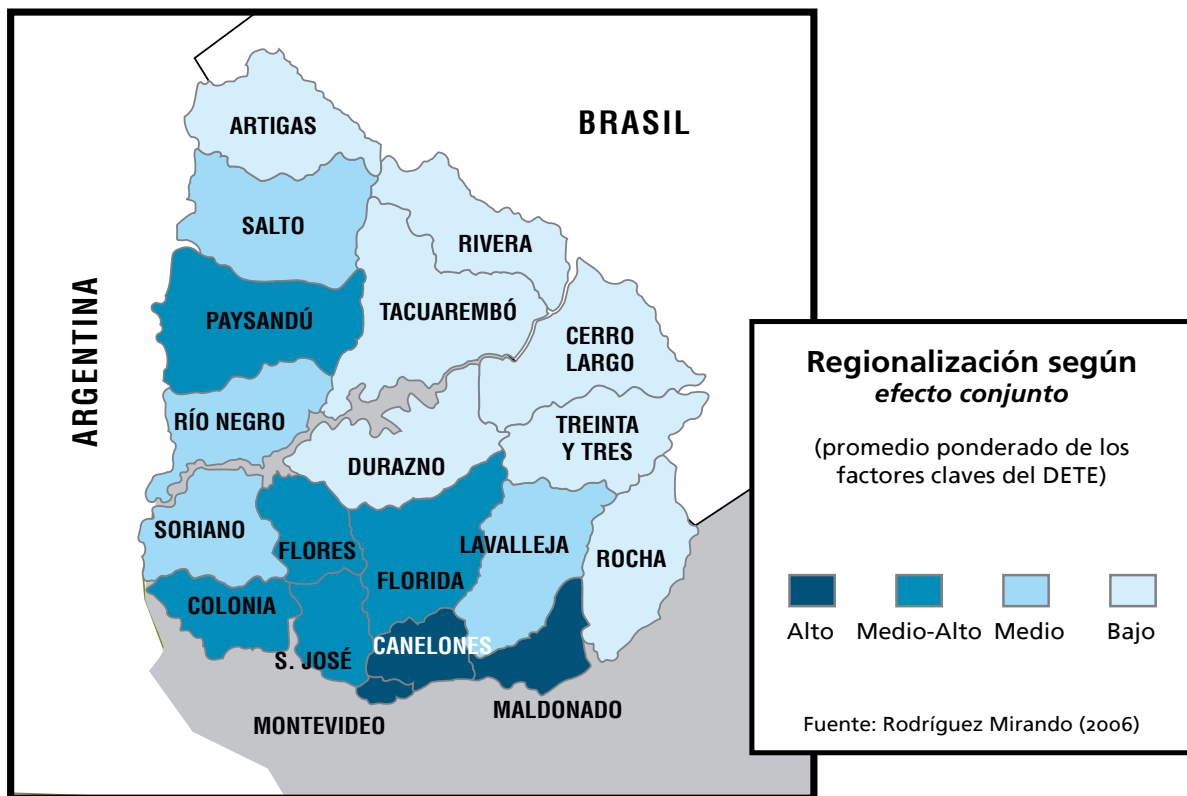 BRASIL
ARGENTINA
ARTIGAS
SALTO
RIVERA
PAYSANDÚ
TACUAREMBÓ
CERRO
LARGO
RÍO NEGRO
TREINTA
Y TRES
DURAZNO
SORIANO
FLORES
LAVALLEJA
ROCHA
FLORIDA
COLONIA
CANELONES
S. JOSÉ
MALDONADO
MONTEVIDEO
Regionalización según
efecto conjunto
(promedio ponderado de los
factores claves del DETE)
Alto Medio-Alto Medio Bajo
Fuente: Rodríguez Mirando (2006)